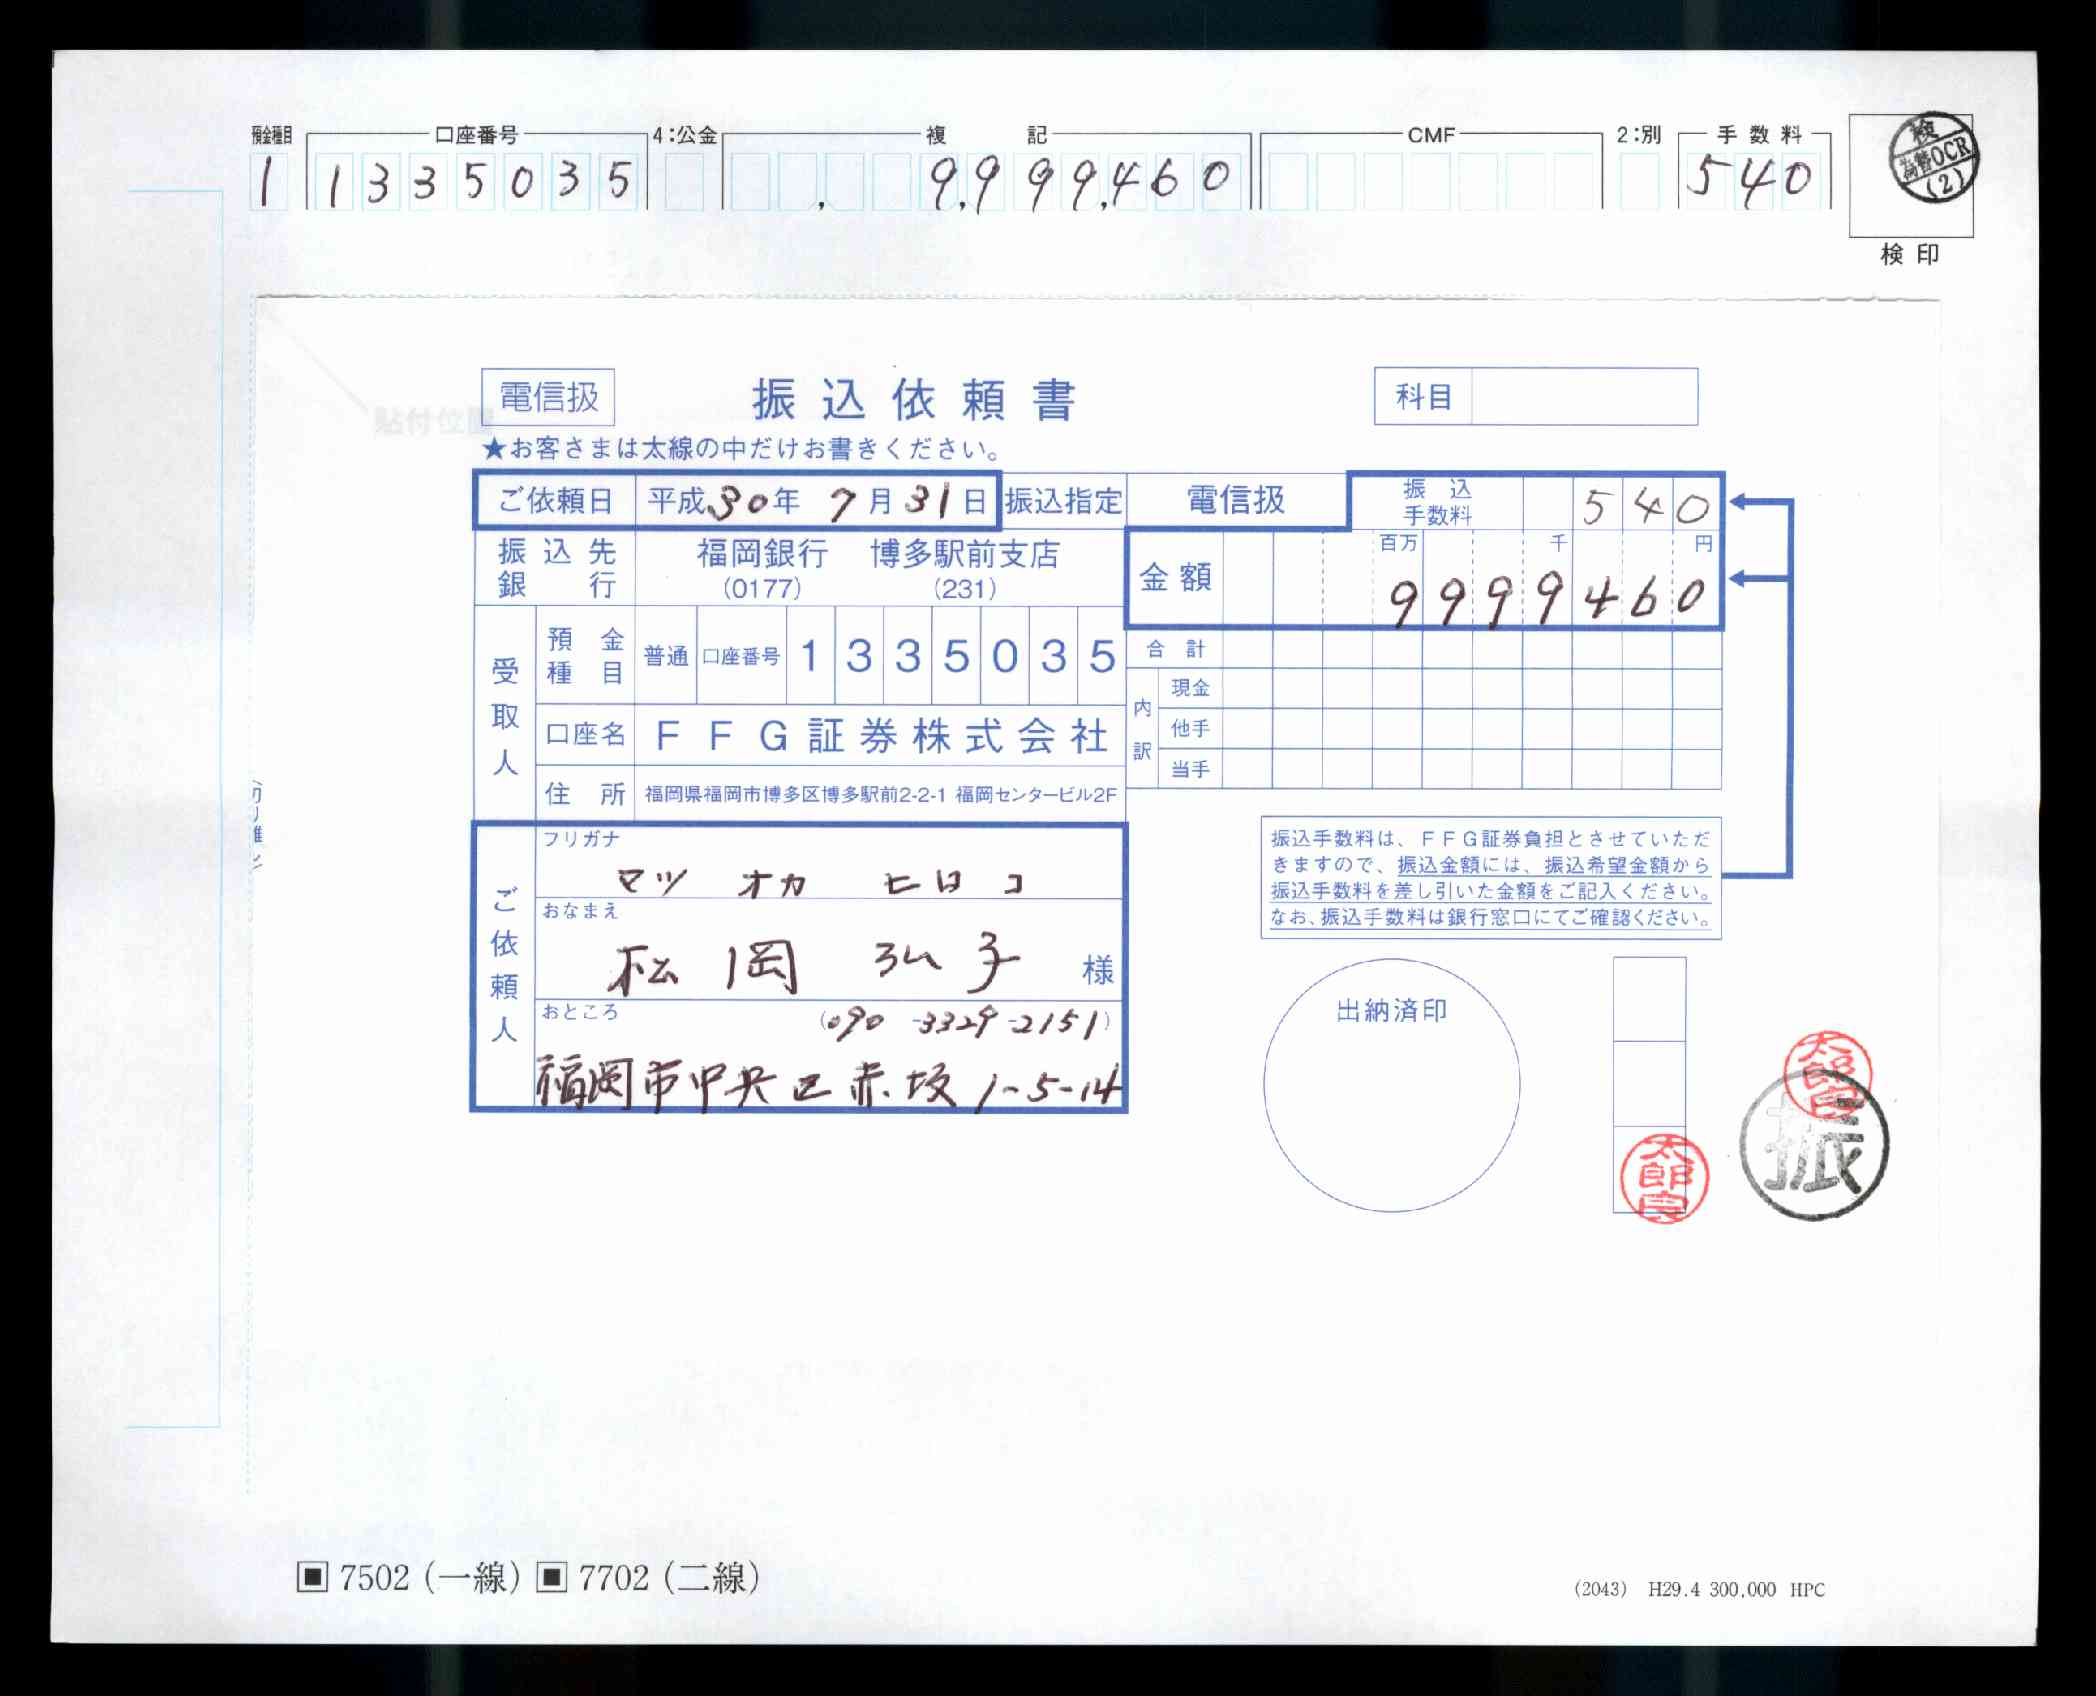 預金種目 口座番号 4:公金 複記 CMF 2:別 手数料
1 1335035 9,999,460 540
検 OCR (2)
検印
貼付位置
電信扱 振込依頼書 科目
★お客さまは太線の中だけお書きください。
ご依頼日 平成30年 7月31日 振込指定 電信扱 振込手数料 540
振込先銀行 福岡銀行 博多駅前支店
(0177) (231)
金額 百万 千 円
9999460
受取人 預金種目 普通 口座番号 1335035
口座名 FFG証券株式会社
住所 福岡県福岡市博多区博多駅前2-2-1 福岡センタービル2F
合計
内訳 現金
他手
当手
ご依頼人
フリガナ
マツ オカ ヒロコ
おなまえ
松岡 弘子 様
おところ (090-3329-2151)
福岡市中央区赤坂1-5-14
振込手数料は、FFG証券負担とさせていただ
きますので、振込金額には、振込希望金額から
振込手数料を差し引いた金額をご記入ください。
なお、振込手数料は銀行窓口にてご確認ください。
出納済印
太郎良
振
太郎良
7502(一線) 7702(二線)
(2043) H29.4 300,000 HPC